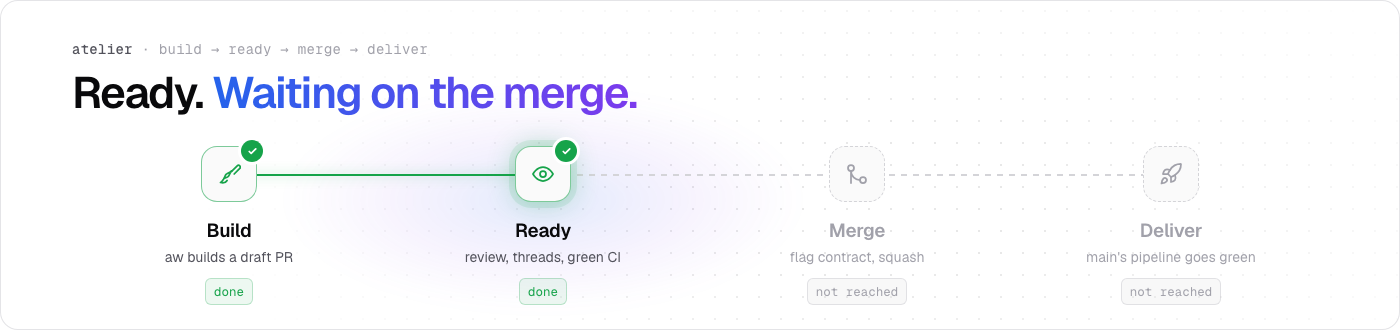 atelier · build → ready → merge → deliver
Ready. Waiting on the merge.
Build
aw builds a draft PR
done
Ready
review, threads, green CI
done
Merge
flag contract, squash
not reached
Deliver
main's pipeline goes green
not reached